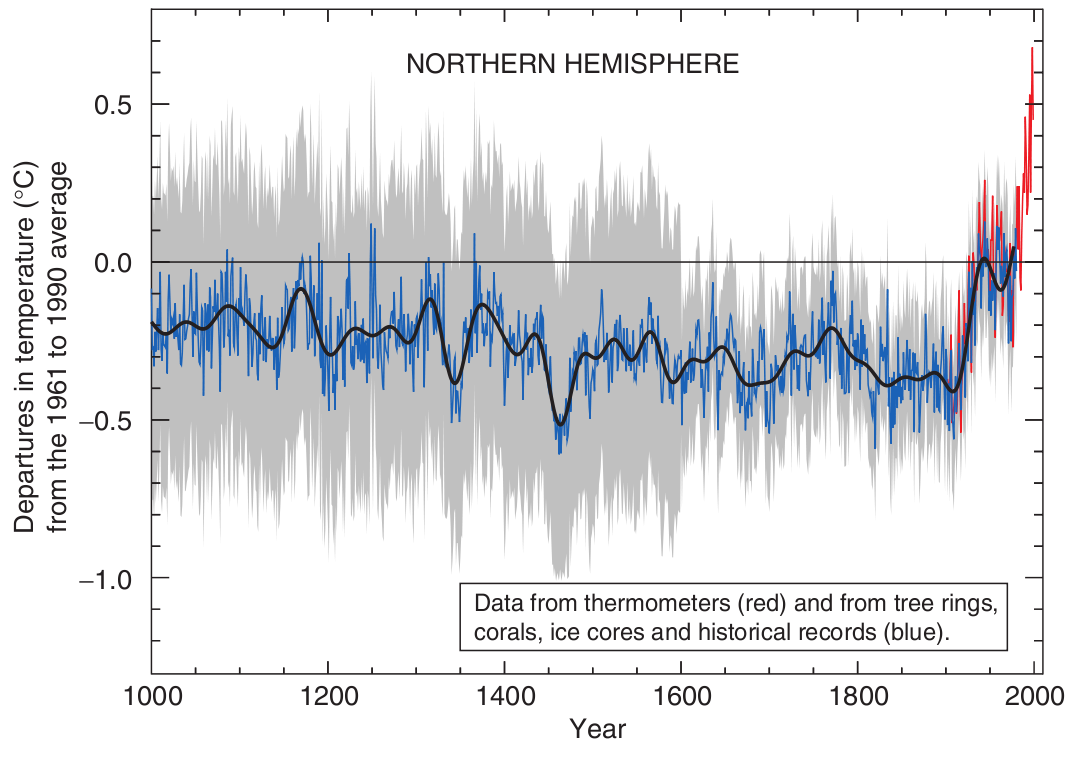 NORTHERN HEMISPHERE
Departures in temperature (°C)
from the 1961 to 1990 average
0.5
0.0
−0.5
−1.0
Data from thermometers (red) and from tree rings,
corals, ice cores and historical records (blue).
1000 1200 1400 1600 1800 2000
Year